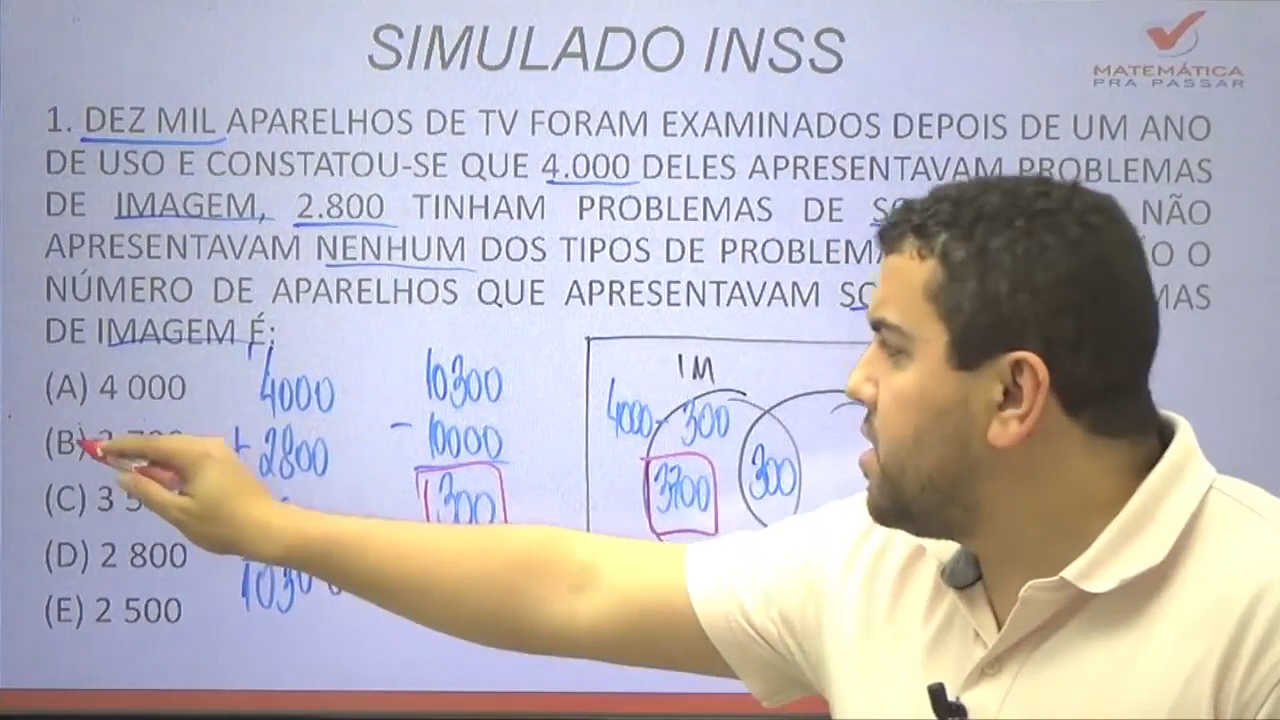 SIMULADO INSS
MATEMÁTICA
PRA PASSAR
1. DEZ MIL APARELHOS DE TV FORAM EXAMINADOS DEPOIS DE UM ANO
DE USO E CONSTATOU-SE QUE 4.000 DELES APRESENTAVAM PROBLEMAS
DE IMAGEM, 2.800 TINHAM PROBLEMAS DE NÃO
APRESENTAVAM NENHUM DOS TIPOS DE O
NÚMERO DE APARELHOS QUE APRESENTAVAM
DE IMAGEM É:
(A) 4 000
(B)
(C) 3
(D) 2 800
(E) 2 500
4000
+ 2800
10300
- 10000
300
IM
4000 - 300
3700
300